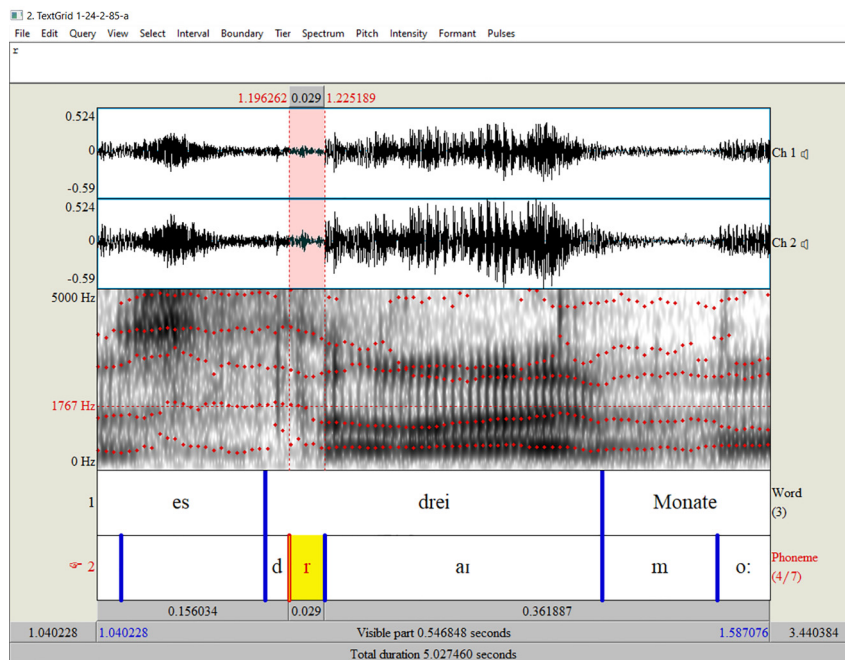 2. TextGrid 1-24-2-85-a
File Edit Query View Select Interval Boundary Tier Spectrum Pitch Intensity Formant Pulses
r
1.196262 0.029 1.225189
0.524
0
-0.59
Ch 1
0.524
0
-0.59
Ch 2
5000 Hz
1767 Hz
0 Hz
1 es drei Monate Word
(3)
2 d r aɪ m o: Phoneme
(4/7)
0.156034 0.029 0.361887
1.040228 1.040228 Visible part 0.546848 seconds 1.587076 3.440384
Total duration 5.027460 seconds